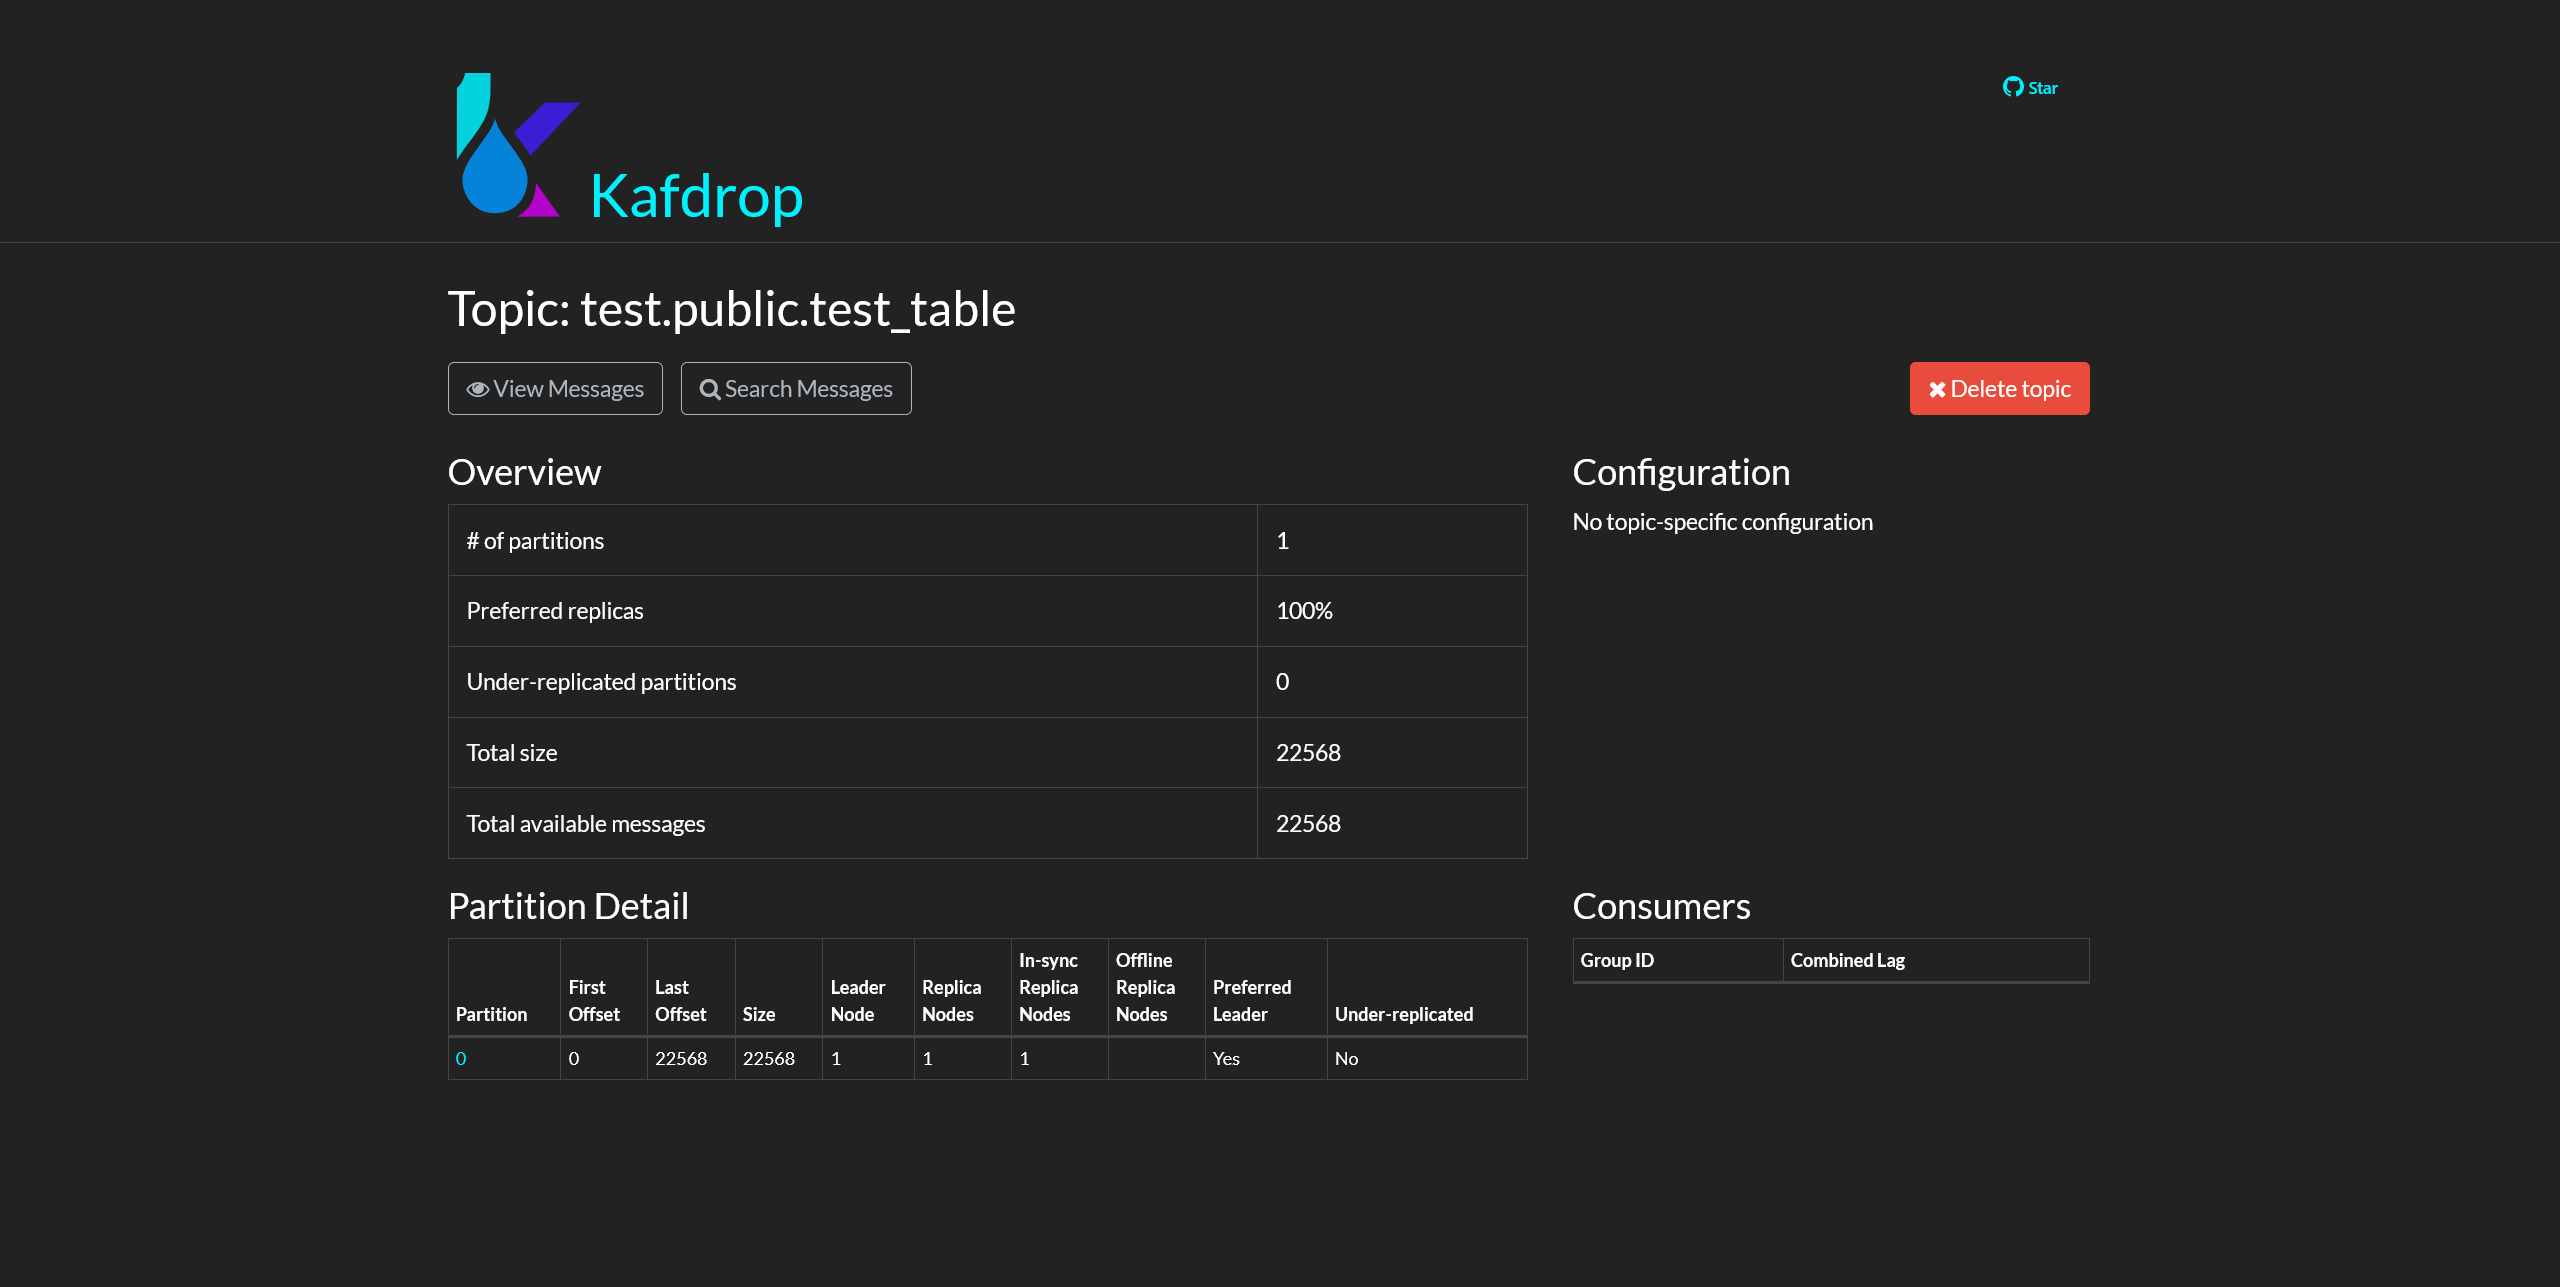 Star
Kafdrop
Topic: test.public.test_table
View Messages Search Messages Delete topic
Overview
# of partitions 1
Preferred replicas 100%
Under-replicated partitions 0
Total size 22568
Total available messages 22568
Configuration
No topic-specific configuration
Partition Detail
Partition First Offset Last Offset Size Leader Node Replica Nodes In-sync Replica Nodes Offline Replica Nodes Preferred Leader Under-replicated
0 0 22568 22568 1 1 1 Yes No
Consumers
Group ID Combined Lag